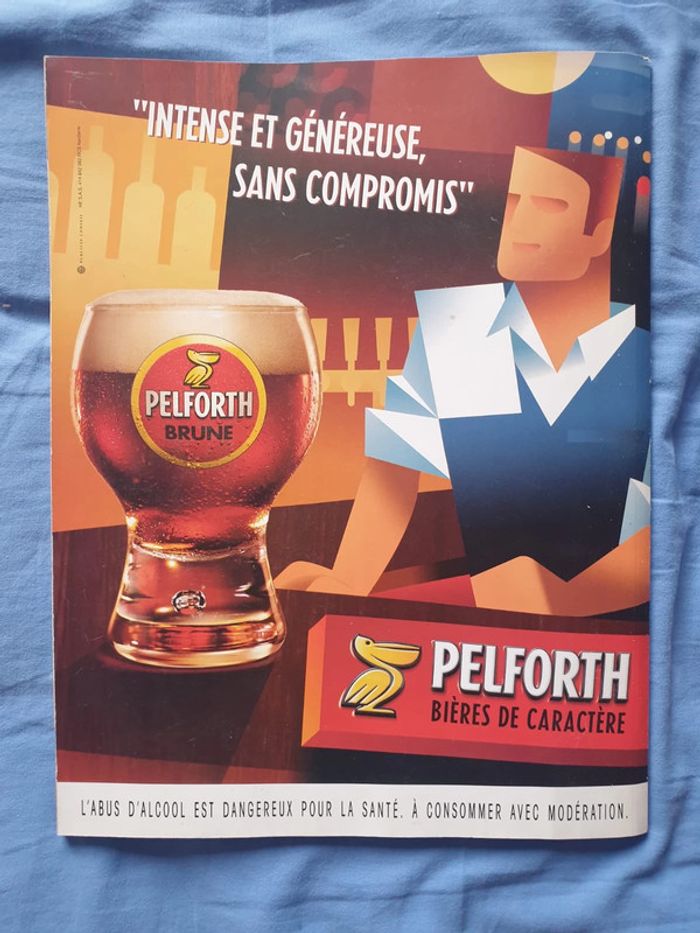 "INTENSE ET GÉNÉREUSE,
SANS COMPROMIS"
PELFORTH
BRUNE
PELFORTH
BIÈRES DE CARACTÈRE
L'ABUS D'ALCOOL EST DANGEREUX POUR LA SANTÉ. À CONSOMMER AVEC MODÉRATION.